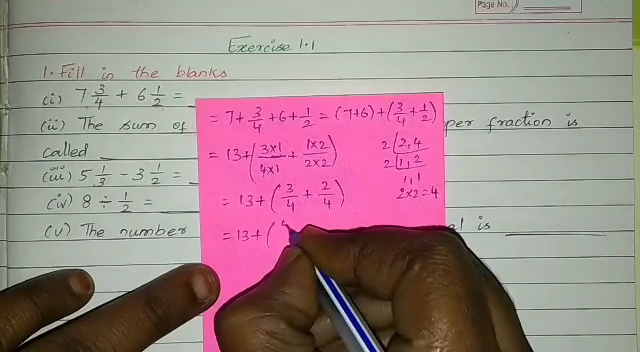 Page No.:
Exercise 1.1
1. Fill in the blanks
(i) 7 3/4 + 6 1/2 =
(ii) The sum of per fraction is
called
(iii) 5 1/3 - 3 1/2 =
(iv) 8 ÷ 1/2 =
(v) The number al is
= 7 + 3/4 + 6 + 1/2 = (7+6) + (3/4 + 1/2)
= 13 + (3×1/4×1 + 1×2/2×2)
= 13 + (3/4 + 2/4)
= 13 + (
2 | 2, 4
2 | 1, 2
1, 1
2×2=4